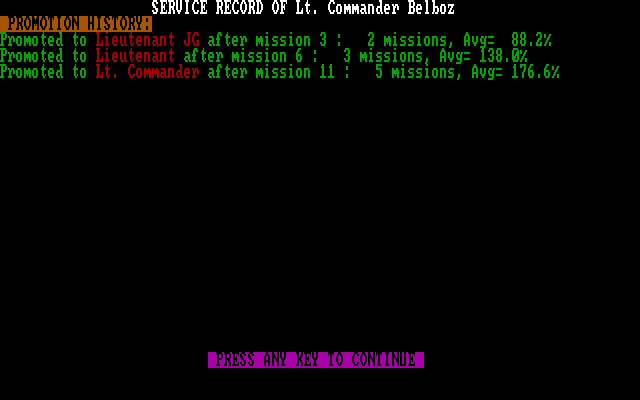 SERVICE RECORD OF Lt. Commander Belboz
PROMOTION HISTORY:
Promoted to Lieutenant JG after mission 3 :   2 missions, Avg=  88.2%
Promoted to Lieutenant after mission 6 :   3 missions, Avg= 138.0%
Promoted to Lt. Commander after mission 11 :   5 missions, Avg= 176.6%
PRESS ANY KEY TO CONTINUE